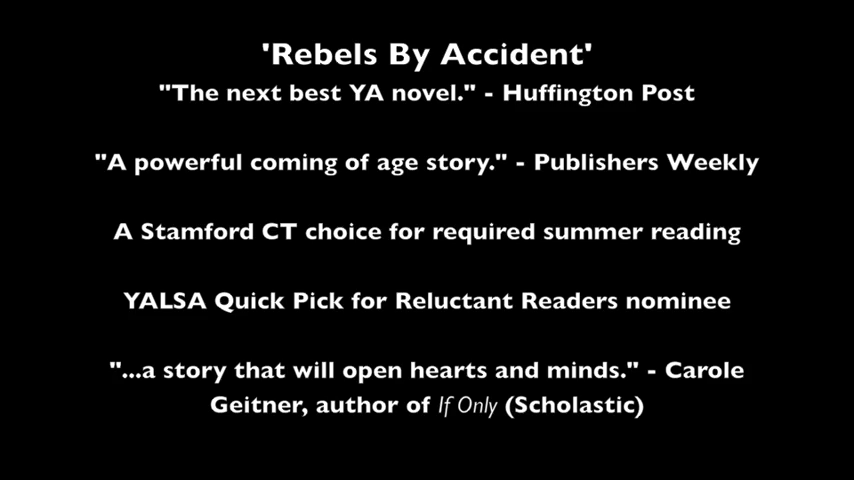 'Rebels By Accident'
"The next best YA novel." - Huffington Post
"A powerful coming of age story." - Publishers Weekly
A Stamford CT choice for required summer reading
YALSA Quick Pick for Reluctant Readers nominee
"...a story that will open hearts and minds." - Carole
Geitner, author of If Only (Scholastic)